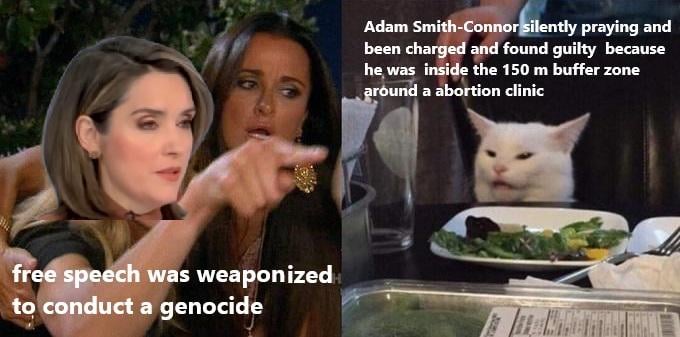 free speech was weaponized
to conduct a genocide
Adam Smith-Connor silently praying and
been charged and found guilty because
he was inside the 150 m buffer zone
around a abortion clinic